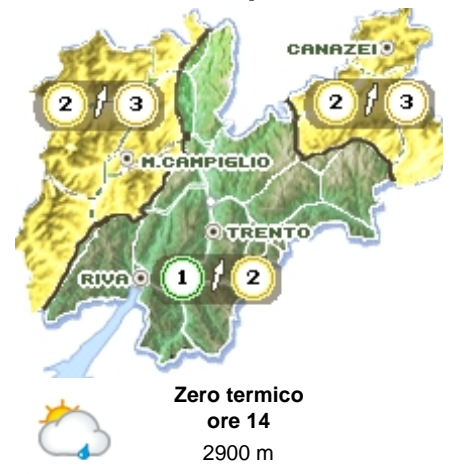 CANAZEI
2 3
2 3
M.CAMPIGLIO
TRENTO
RIVA
1 2
Zero termico
ore 14
2900 m